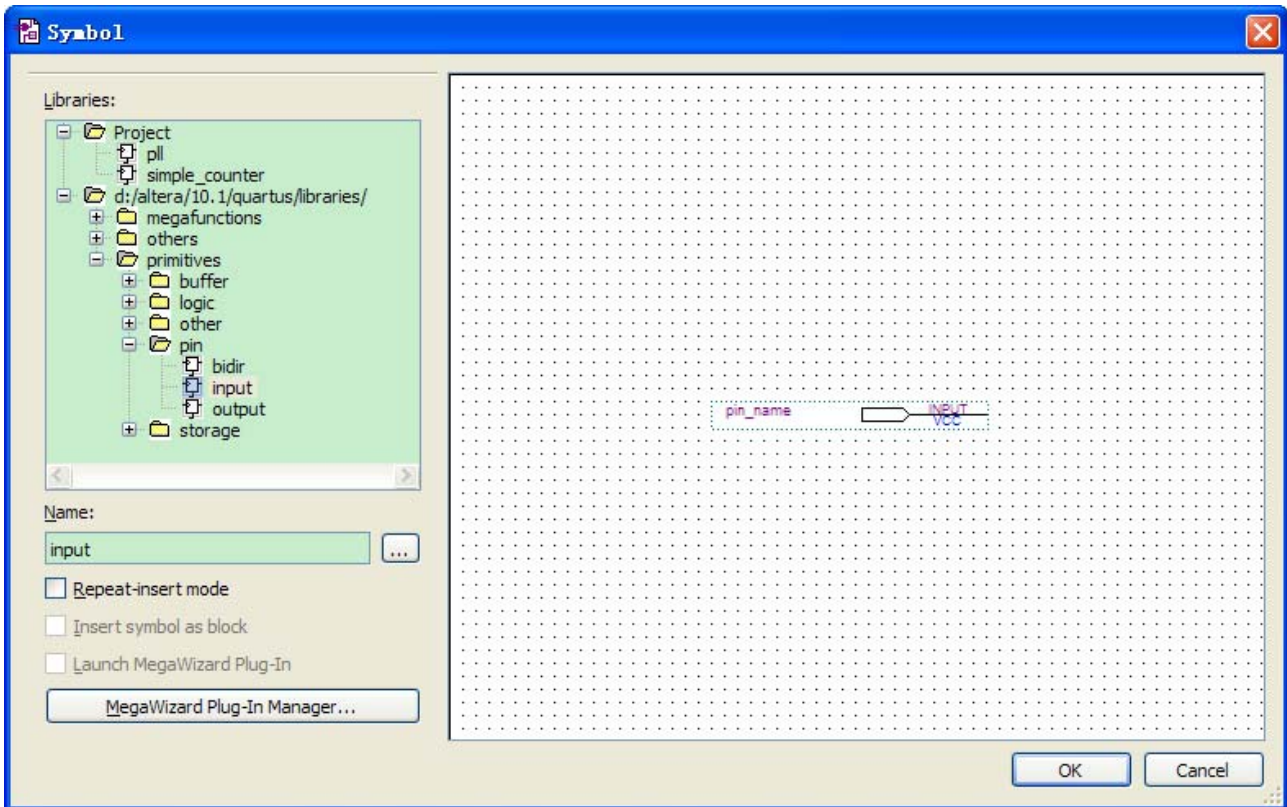 Symbol
Libraries:
Project
pll
simple_counter
d:/altera/10.1/quartus/libraries/
megafunctions
others
primitives
buffer
logic
other
pin
bidir
input
output
storage
Name:
input
...
Repeat-insert mode
Insert symbol as block
Launch MegaWizard Plug-In
MegaWizard Plug-In Manager...
pin_name
INPUT
VCC
OK
Cancel